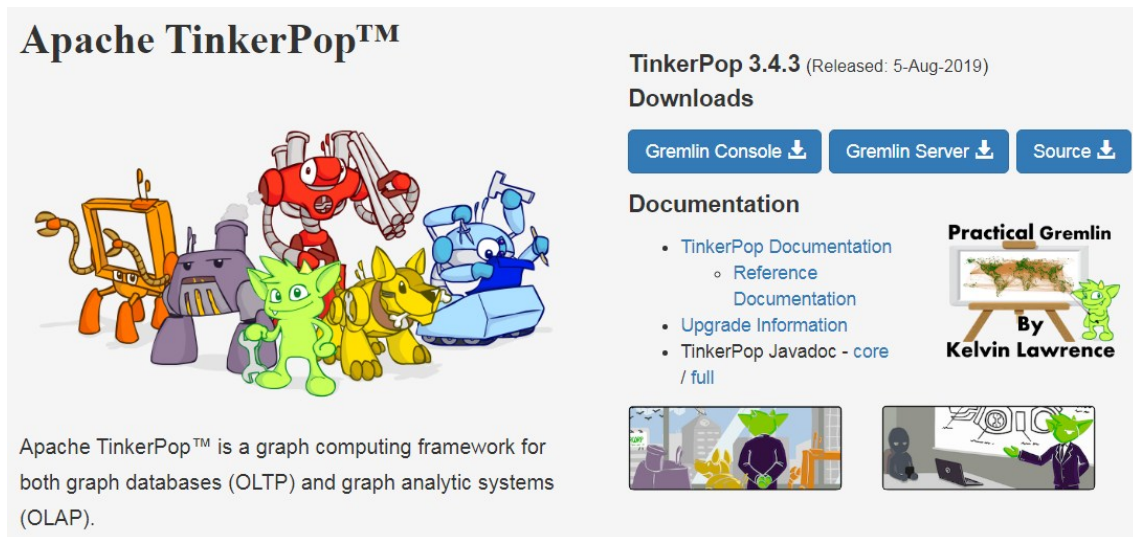 Apache TinkerPop™
Apache TinkerPop™ is a graph computing framework for
both graph databases (OLTP) and graph analytic systems
(OLAP).
TinkerPop 3.4.3 (Released: 5-Aug-2019)
Downloads
Gremlin Console
Gremlin Server
Source
Documentation
TinkerPop Documentation
Reference
Documentation
Upgrade Information
TinkerPop Javadoc - core
/ full
Practical Gremlin
By
Kelvin Lawrence